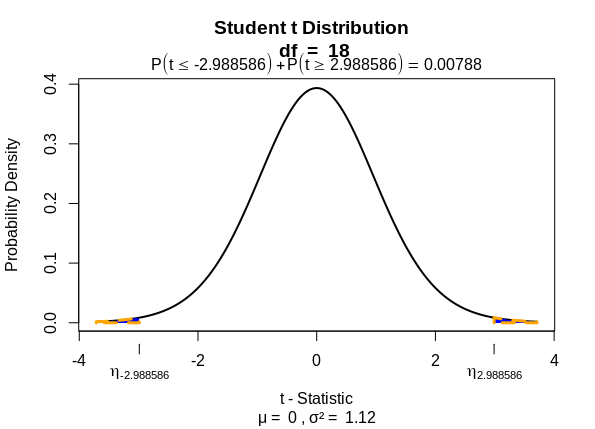 Student t Distribution
df = 18
P(t ≤ -2.988586) +P(t ≥ 2.988586) = 0.00788
Probability Density
0.4
0.3
0.2
0.1
0.0
-4 -2 0 2 4
η-2.988586 η2.988586
t - Statistic
μ = 0 , σ² = 1.12